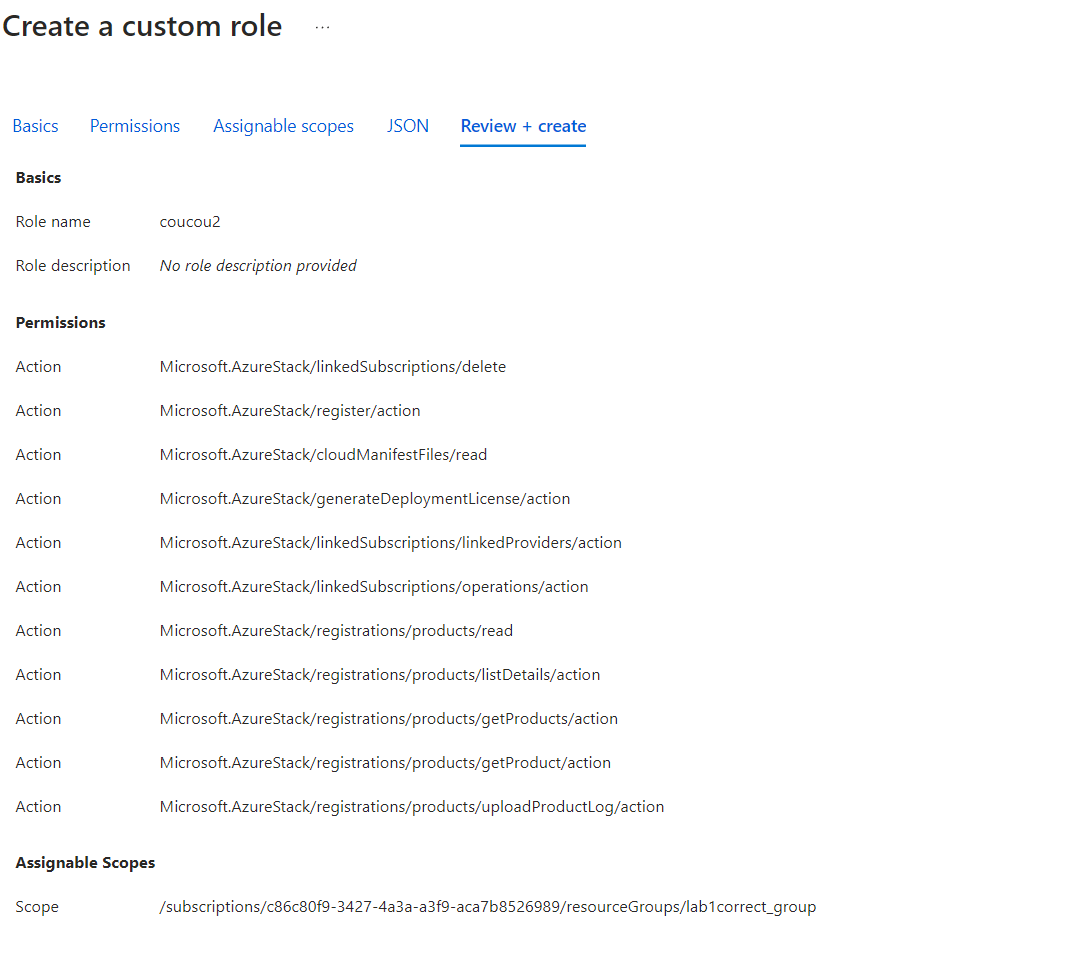 Create a custom role ...
Basics Permissions Assignable scopes JSON Review + create
Basics
Role name coucou2
Role description No role description provided
Permissions
Action Microsoft.AzureStack/linkedSubscriptions/delete
Action Microsoft.AzureStack/register/action
Action Microsoft.AzureStack/cloudManifestFiles/read
Action Microsoft.AzureStack/generateDeploymentLicense/action
Action Microsoft.AzureStack/linkedSubscriptions/linkedProviders/action
Action Microsoft.AzureStack/linkedSubscriptions/operations/action
Action Microsoft.AzureStack/registrations/products/read
Action Microsoft.AzureStack/registrations/products/listDetails/action
Action Microsoft.AzureStack/registrations/products/getProducts/action
Action Microsoft.AzureStack/registrations/products/getProduct/action
Action Microsoft.AzureStack/registrations/products/uploadProductLog/action
Assignable Scopes
Scope /subscriptions/c86c80f9-3427-4a3a-a3f9-aca7b8526989/resourceGroups/lab1correct_group